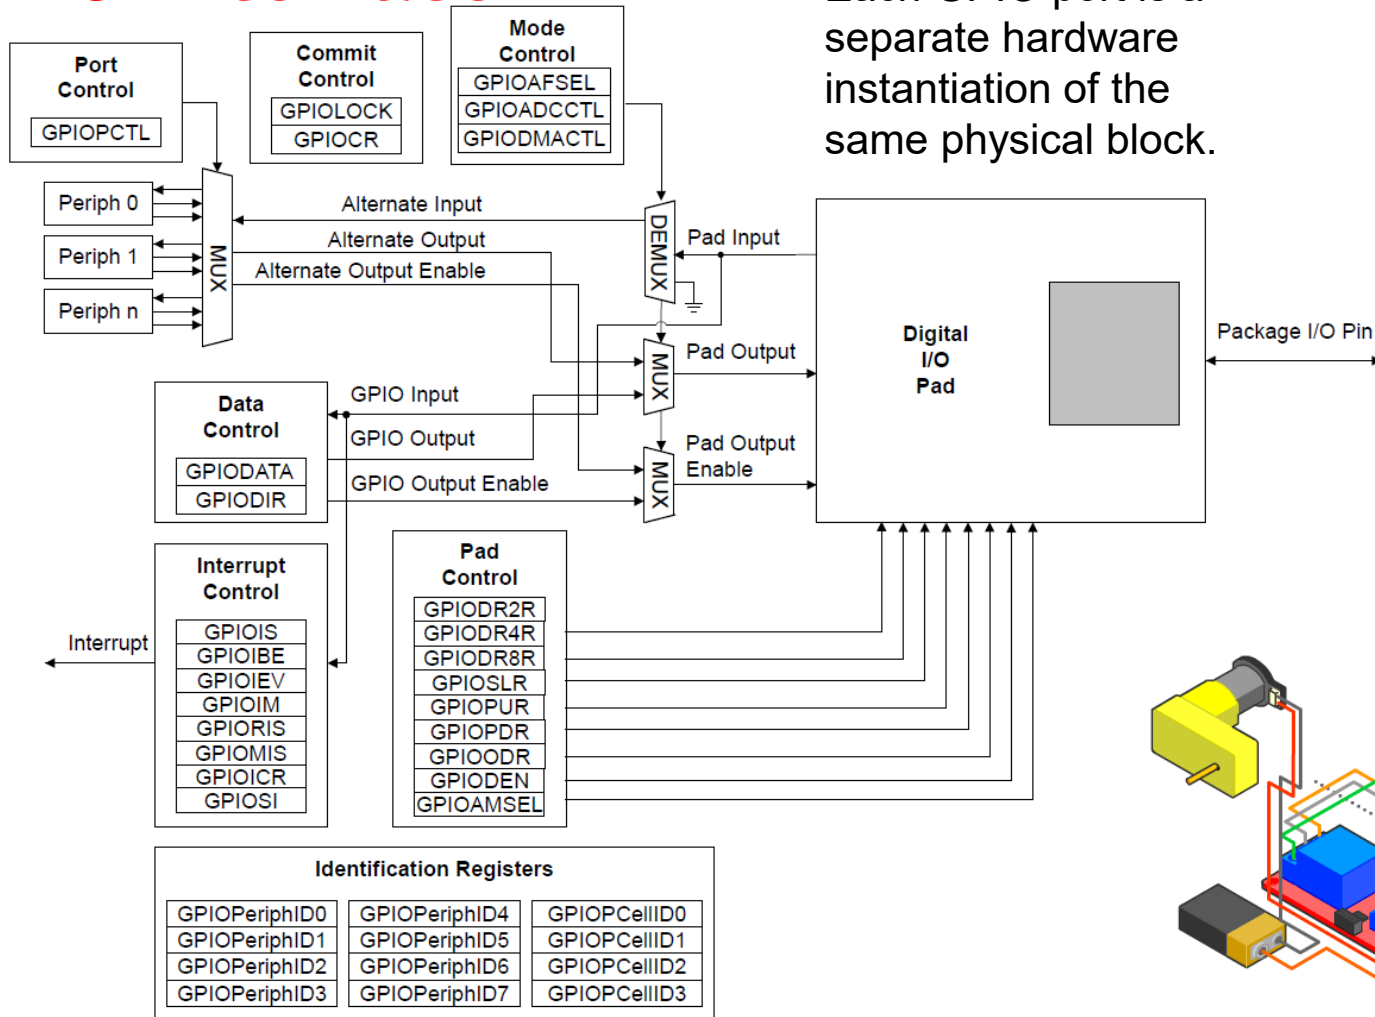 Each GPIO port is a
separate hardware
instantiation of the
same physical block.
Port
Control
GPIOPCTL
Commit
Control
GPIOLOCK
GPIOCR
Mode
Control
GPIOAFSEL
GPIOADCCTL
GPIODMACTL
Periph 0
Periph 1
Periph n
MUX
Alternate Input
Alternate Output
Alternate Output Enable
DEMUX
Pad Input
MUX
Pad Output
MUX
Pad Output
Enable
Digital
I/O
Pad
Package I/O Pin
Data
Control
GPIODATA
GPIODIR
GPIO Input
GPIO Output
GPIO Output Enable
Interrupt
Interrupt
Control
GPIOIS
GPIOIBE
GPIOIEV
GPIOIM
GPIORIS
GPIOMIS
GPIOICR
GPIOSI
Pad
Control
GPIODR2R
GPIODR4R
GPIODR8R
GPIOSLR
GPIOPUR
GPIOPDR
GPIOODR
GPIODEN
GPIOAMSEL
Identification Registers
GPIOPeriphID0
GPIOPeriphID1
GPIOPeriphID2
GPIOPeriphID3
GPIOPeriphID4
GPIOPeriphID5
GPIOPeriphID6
GPIOPeriphID7
GPIOPCellID0
GPIOPCellID1
GPIOPCellID2
GPIOPCellID3